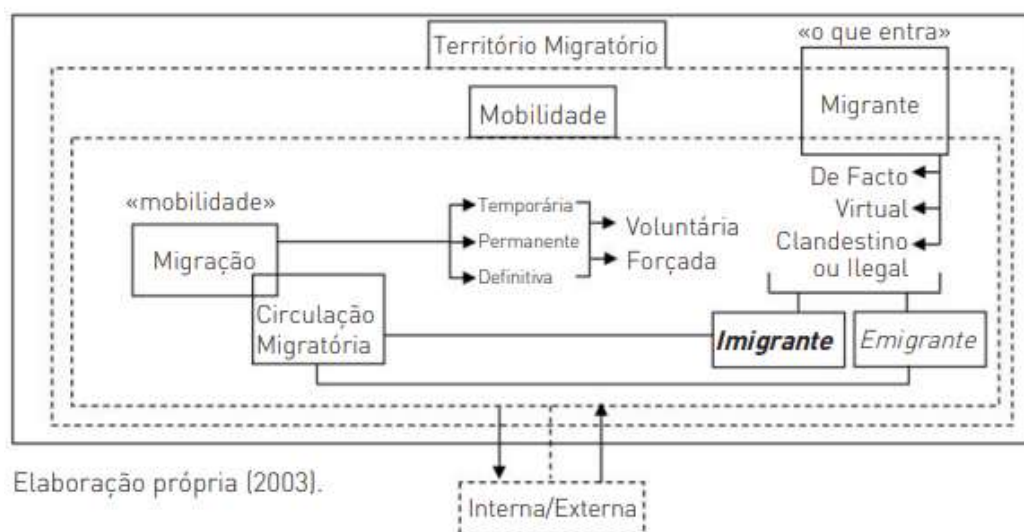 «o que entra»
Território Migratório
Migrante
Mobilidade
De Facto
Virtual
Clandestino
ou Ilegal
«mobilidade»
Migração
Temporária
Permanente
Definitiva
Voluntária
Forçada
Circulação
Migratória
Imigrante
Emigrante
Elaboração própria (2003).
Interna/Externa